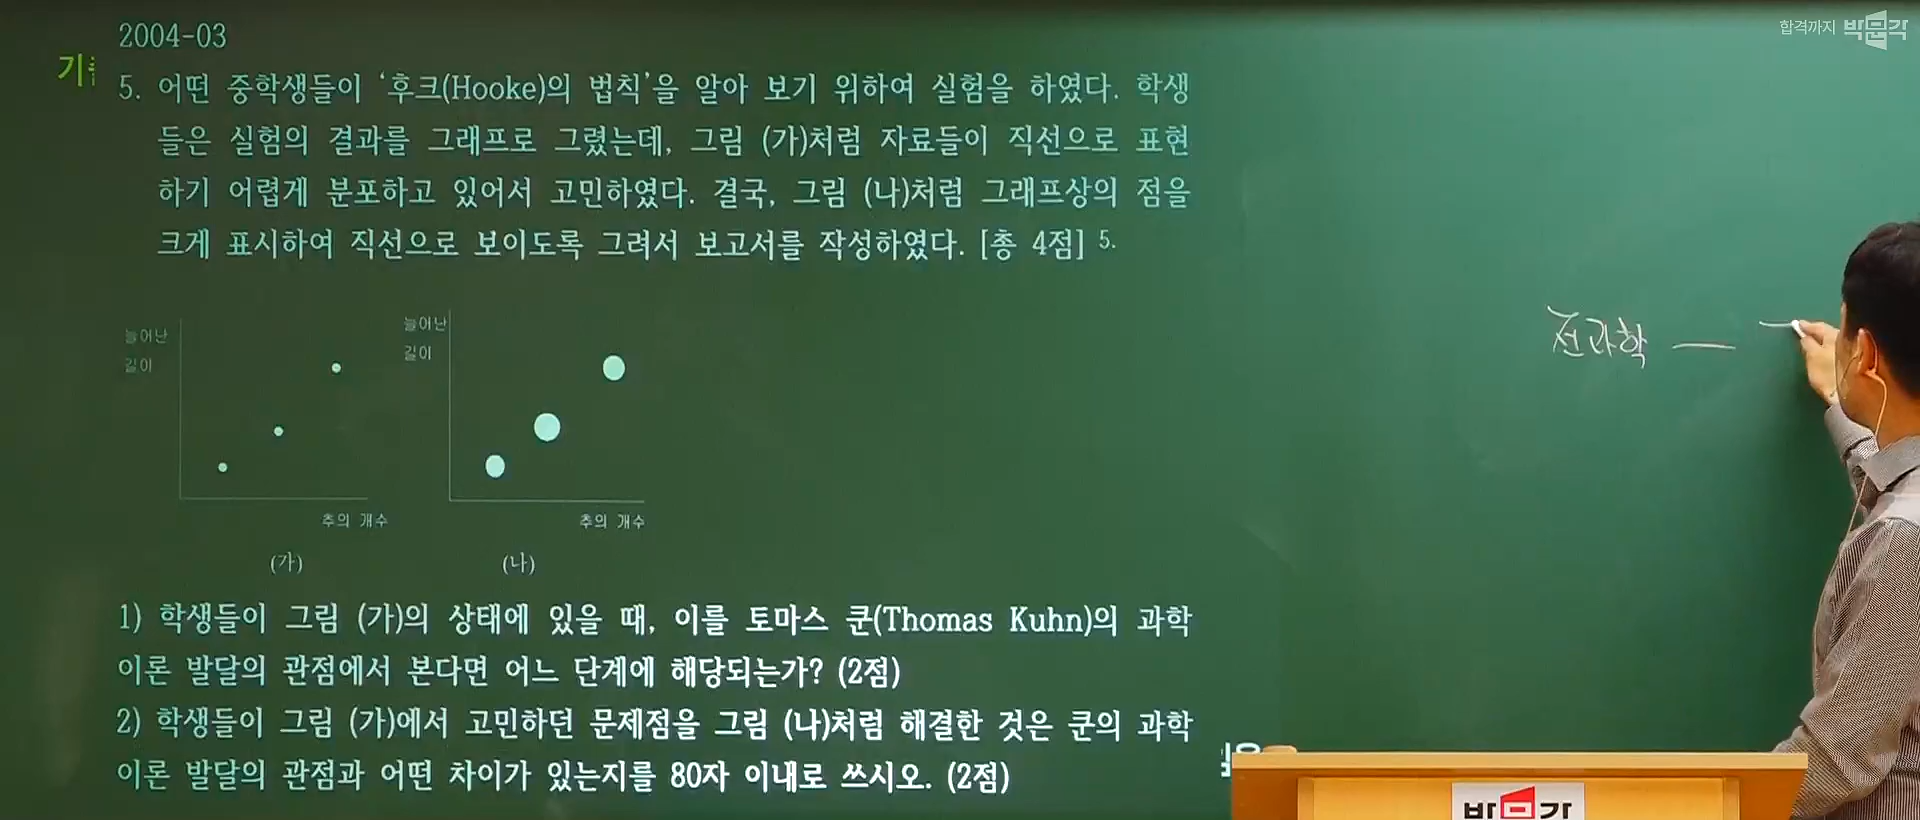 합격까지 박문각
기출
2004-03
5. 어떤 중학생들이 ‘후크(Hooke)의 법칙’을 알아 보기 위하여 실험을 하였다. 학생
들은 실험의 결과를 그래프로 그렸는데, 그림 (가)처럼 자료들이 직선으로 표현
하기 어렵게 분포하고 있어서 고민하였다. 결국, 그림 (나)처럼 그래프상의 점을
크게 표시하여 직선으로 보이도록 그려서 보고서를 작성하였다. [총 4점] 5.
늘어난
길이
추의 개수
(가)
늘어난
길이
추의 개수
(나)
전과학 —
1) 학생들이 그림 (가)의 상태에 있을 때, 이를 토마스 쿤(Thomas Kuhn)의 과학
이론 발달의 관점에서 본다면 어느 단계에 해당되는가? (2점)
2) 학생들이 그림 (가)에서 고민하던 문제점을 그림 (나)처럼 해결한 것은 쿤의 과학
이론 발달의 관점과 어떤 차이가 있는지를 80자 이내로 쓰시오. (2점)
박문각